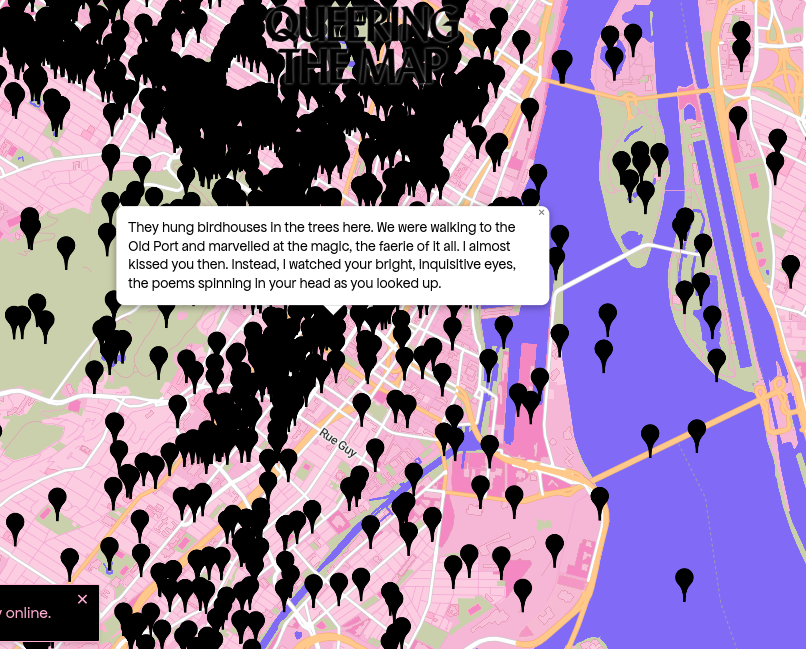 QUEERING
THE MAP
×
They hung birdhouses in the trees here. We were walking to the
Old Port and marvelled at the magic, the faerie of it all. I almost
kissed you then. Instead, I watched your bright, inquisitive eyes,
the poems spinning in your head as you looked up.
Rue Guy
×
online.